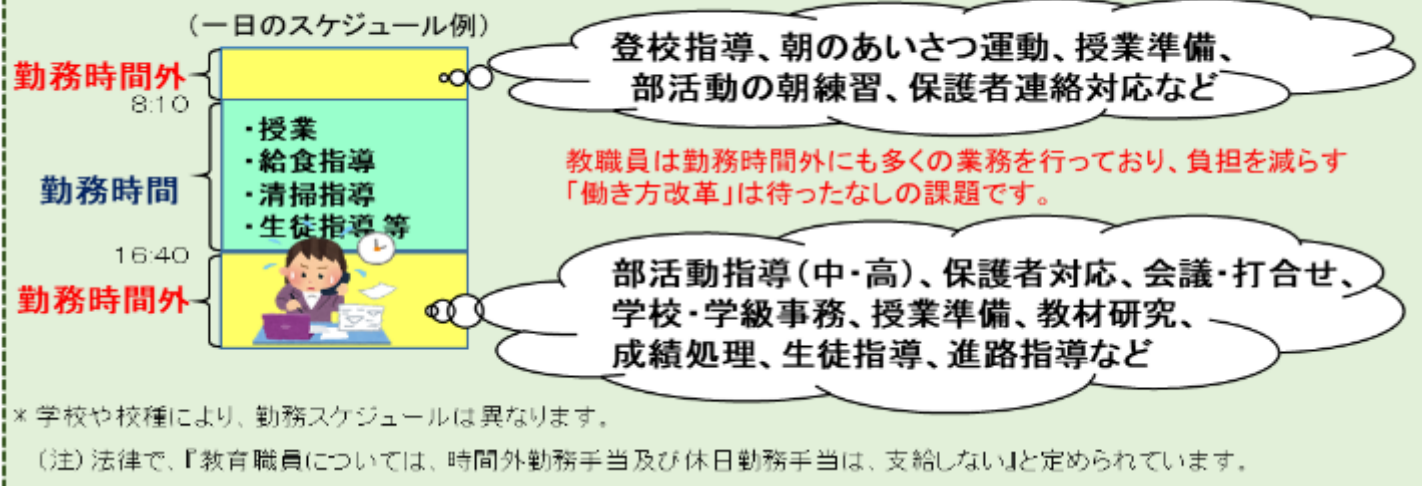 (一日のスケジュール例)
勤務時間外
登校指導、朝のあいさつ運動、授業準備、
部活動の朝練習、保護者連絡対応など
8:10
・授業
・給食指導
・清掃指導
・生徒指導 等
勤務時間
教職員は勤務時間外にも多くの業務を行っており、負担を減らす
「働き方改革」は待ったなしの課題です。
16:40
勤務時間外
部活動指導(中・高)、保護者対応、会議・打合せ、
学校・学級事務、授業準備、教材研究、
成績処理、生徒指導、進路指導など
* 学校や校種により、勤務スケジュールは異なります。
(注)法律で、『教育職員については、時間外勤務手当及び休日勤務手当は、支給しない』と定められています。